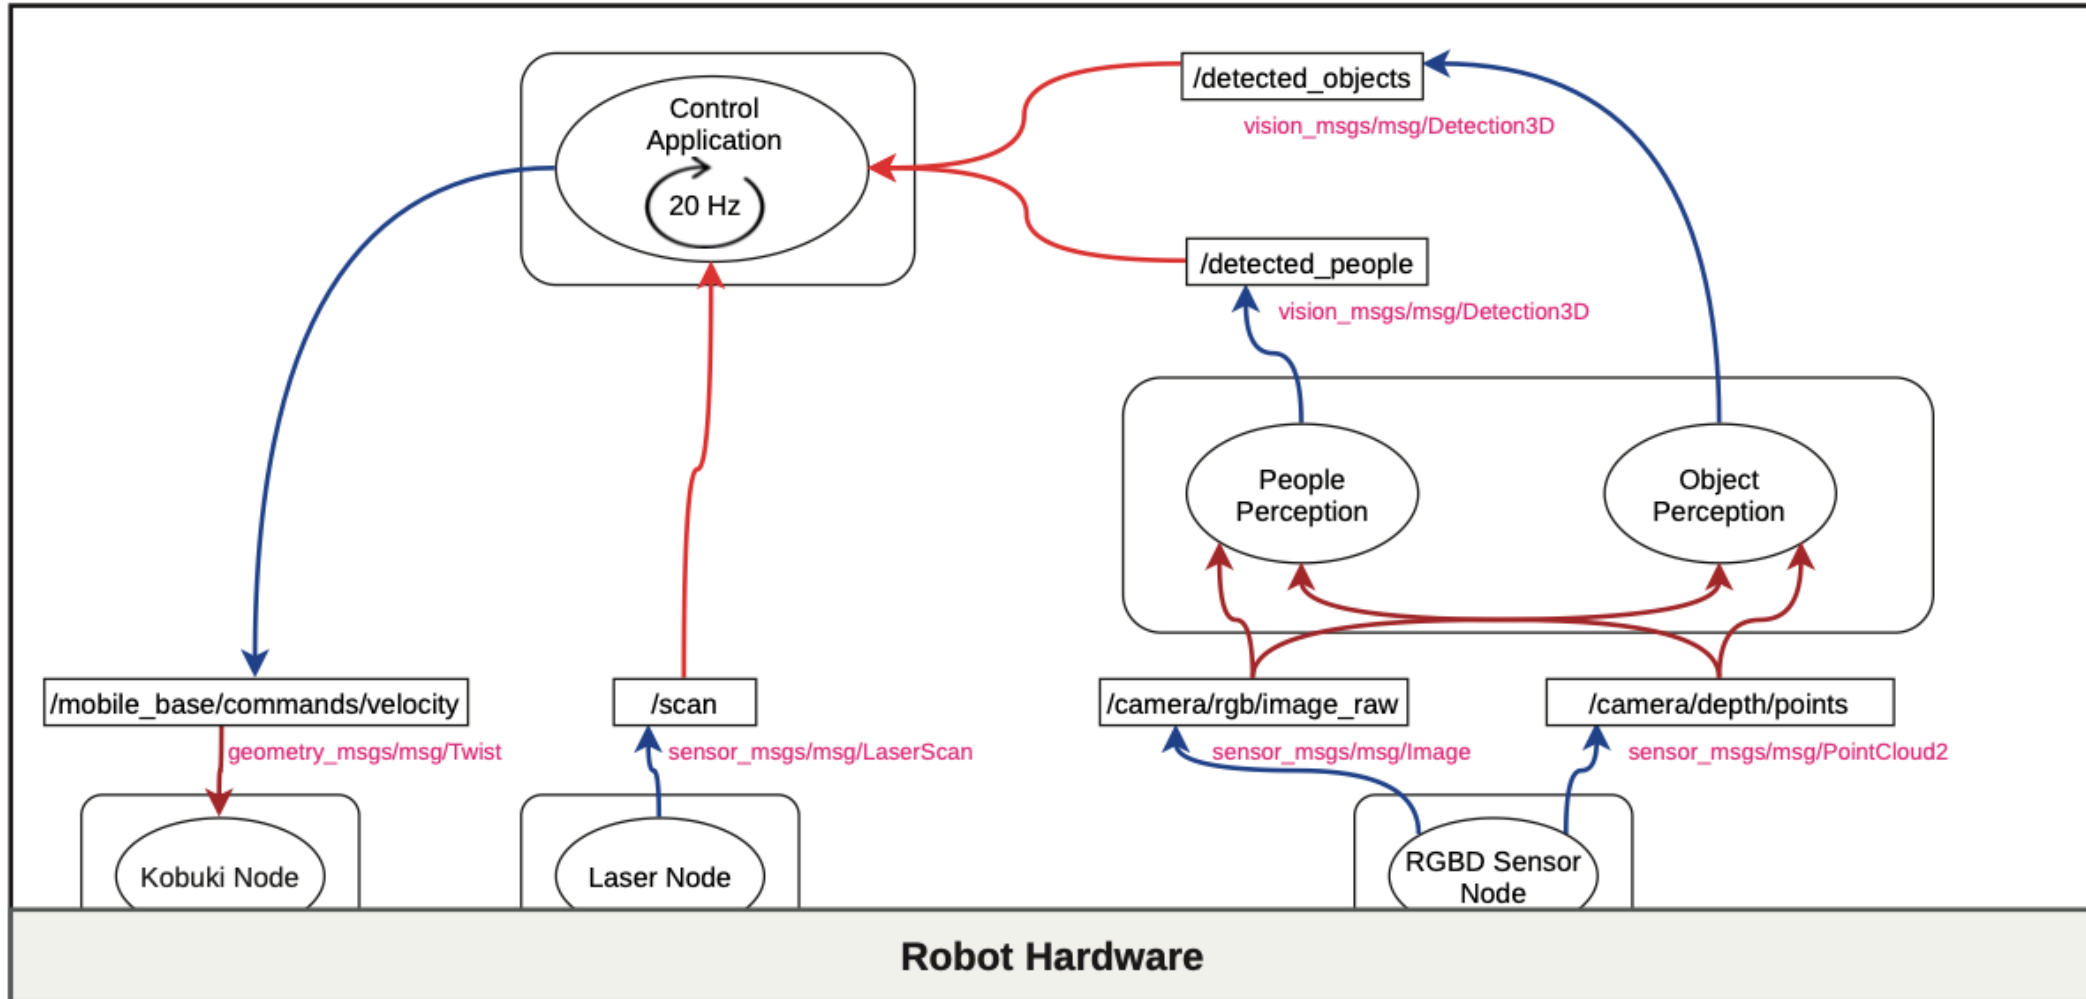 Control
Application
20 Hz
/detected_objects
vision_msgs/msg/Detection3D
/detected_people
vision_msgs/msg/Detection3D
People
Perception
Object
Perception
/mobile_base/commands/velocity
geometry_msgs/msg/Twist
/scan
sensor_msgs/msg/LaserScan
/camera/rgb/image_raw
sensor_msgs/msg/Image
/camera/depth/points
sensor_msgs/msg/PointCloud2
Kobuki Node
Laser Node
RGBD Sensor
Node
Robot Hardware